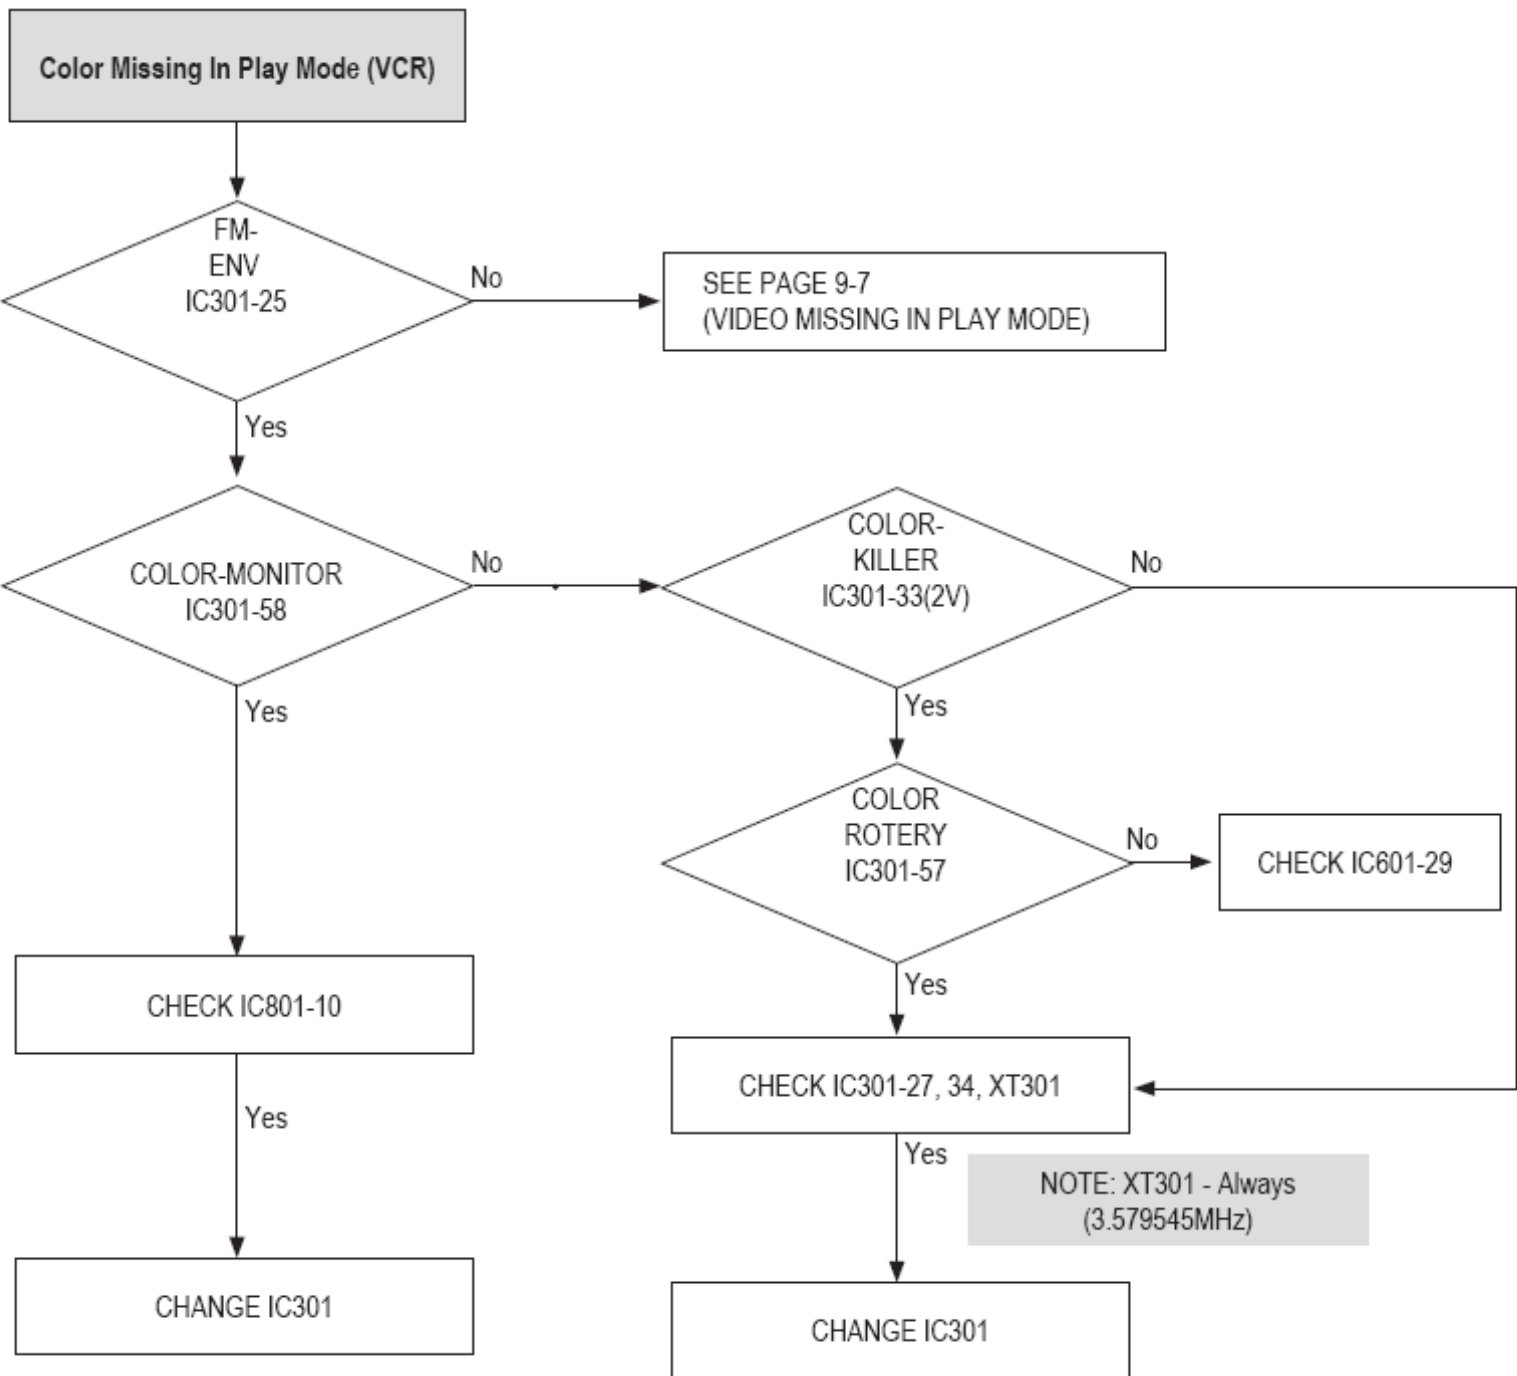 Color Missing In Play Mode (VCR)
FM-
ENV
IC301-25
No
SEE PAGE 9-7
(VIDEO MISSING IN PLAY MODE)
Yes
COLOR-MONITOR
IC301-58
No
COLOR-
KILLER
IC301-33(2V)
No
Yes
Yes
COLOR
ROTERY
IC301-57
No
CHECK IC601-29
Yes
CHECK IC801-10
CHECK IC301-27, 34, XT301
Yes
Yes
NOTE: XT301 - Always
(3.579545MHz)
CHANGE IC301
CHANGE IC301